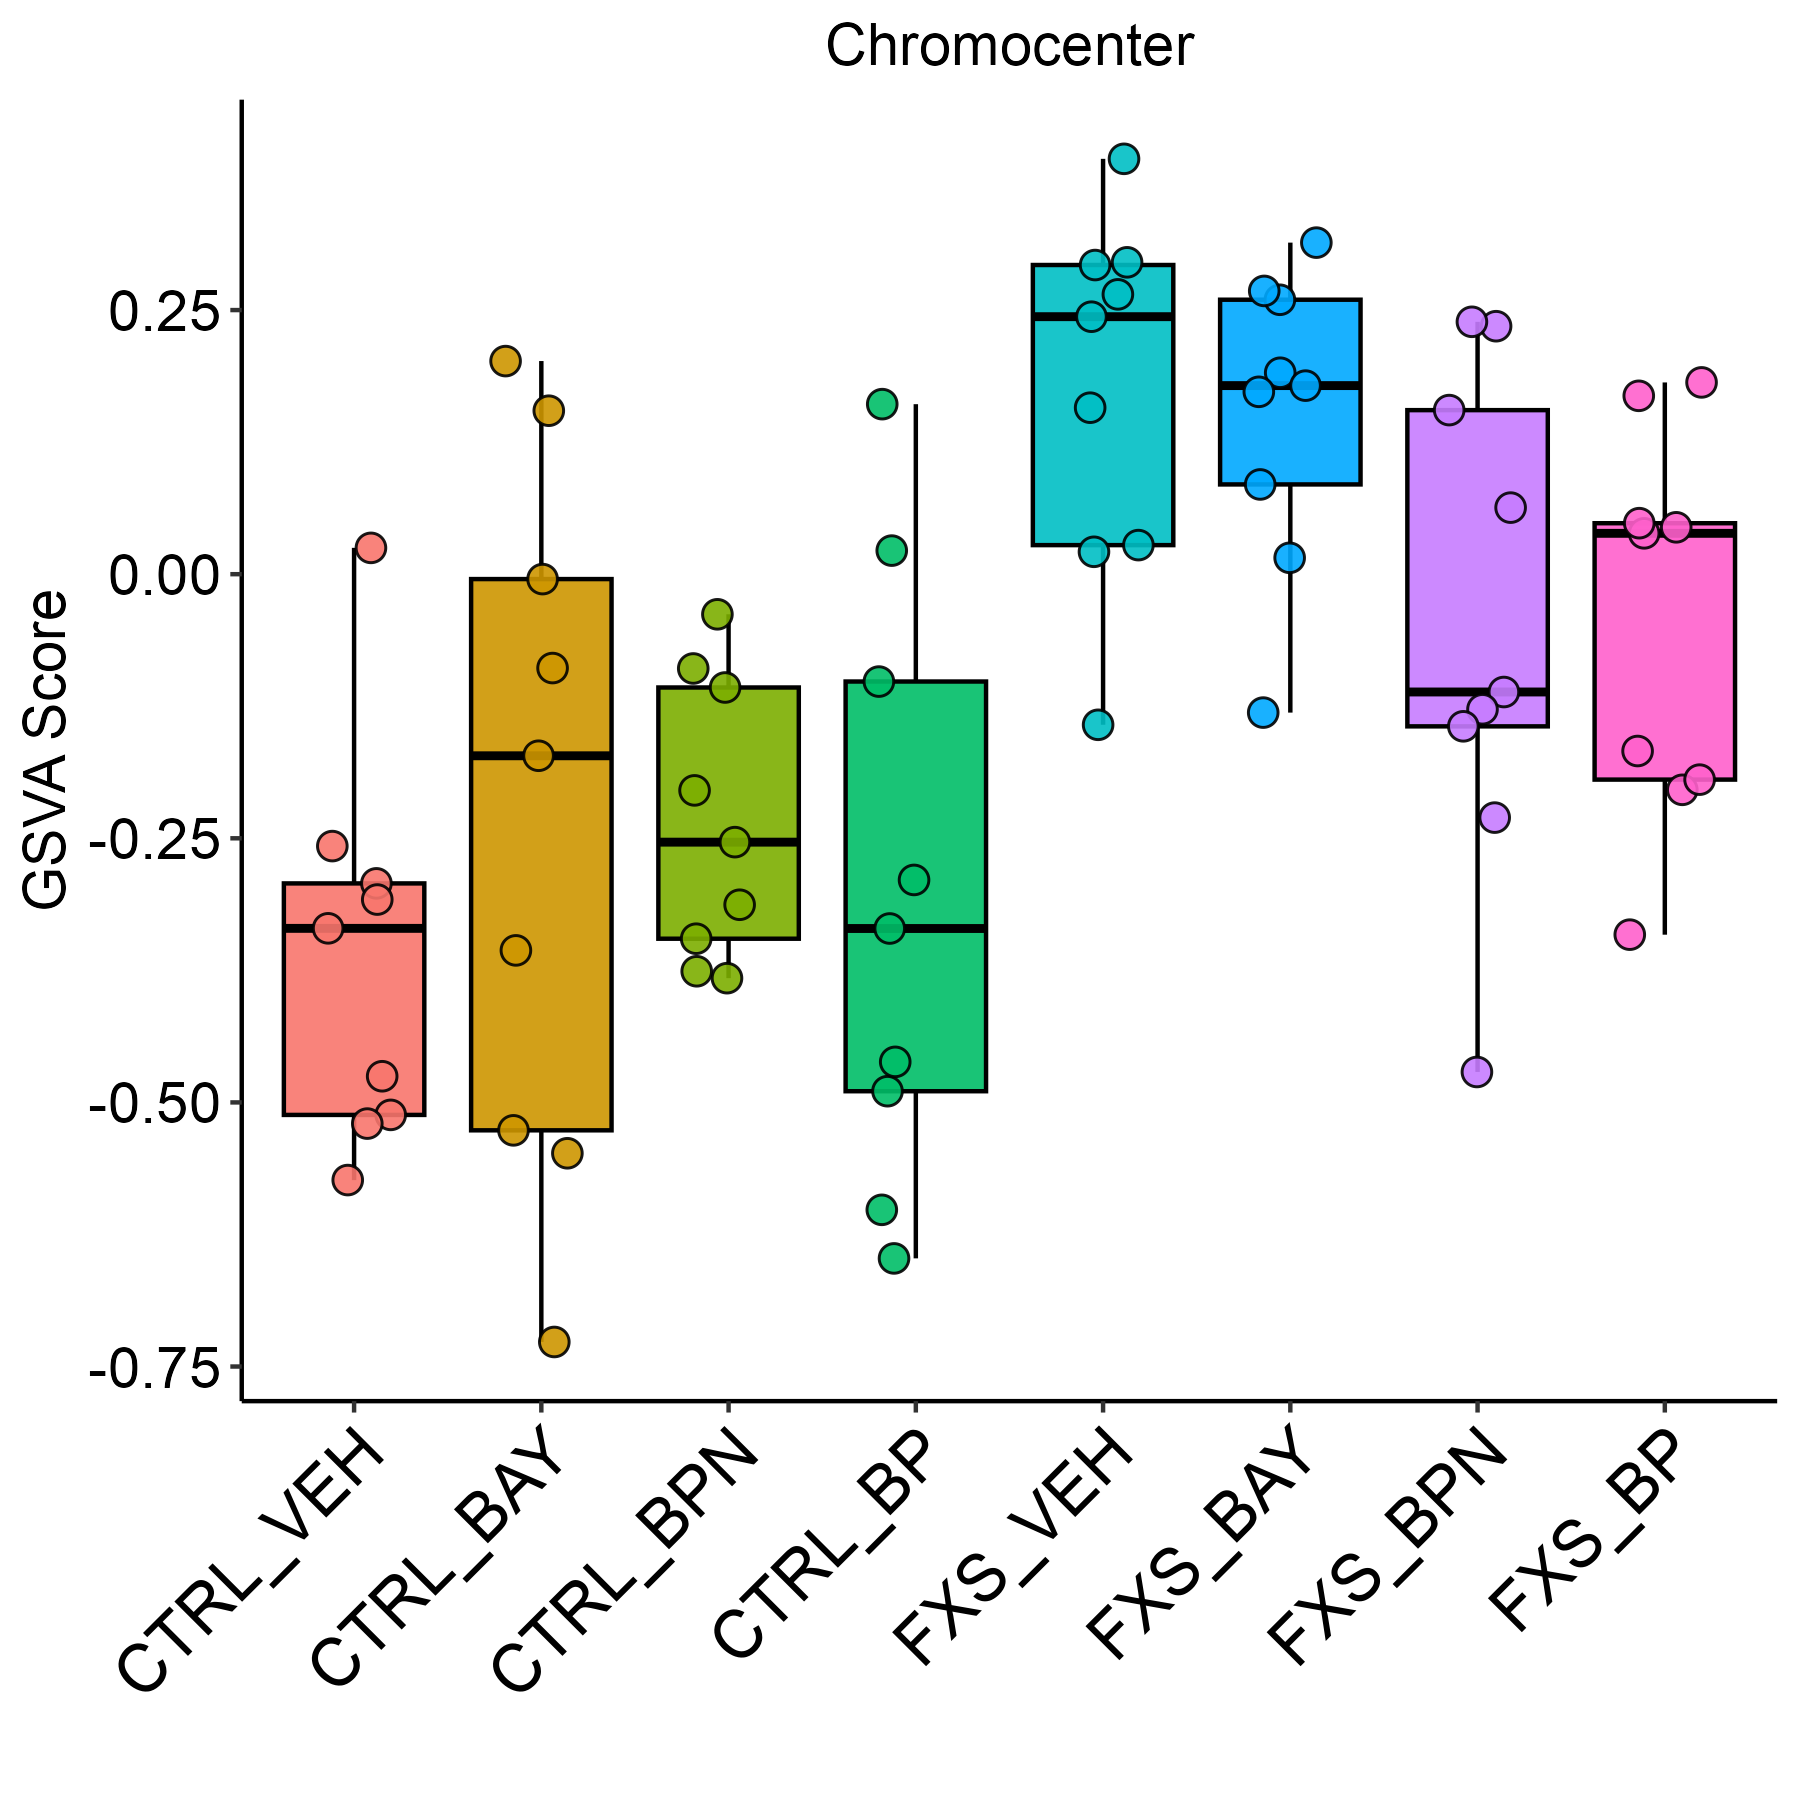 Chromocenter
GSVA Score
0.25
0.00
-0.25
-0.50
-0.75
CTRL_VEH
CTRL_BAY
CTRL_BPN
CTRL_BP
FXS_VEH
FXS_BAY
FXS_BPN
FXS_BP